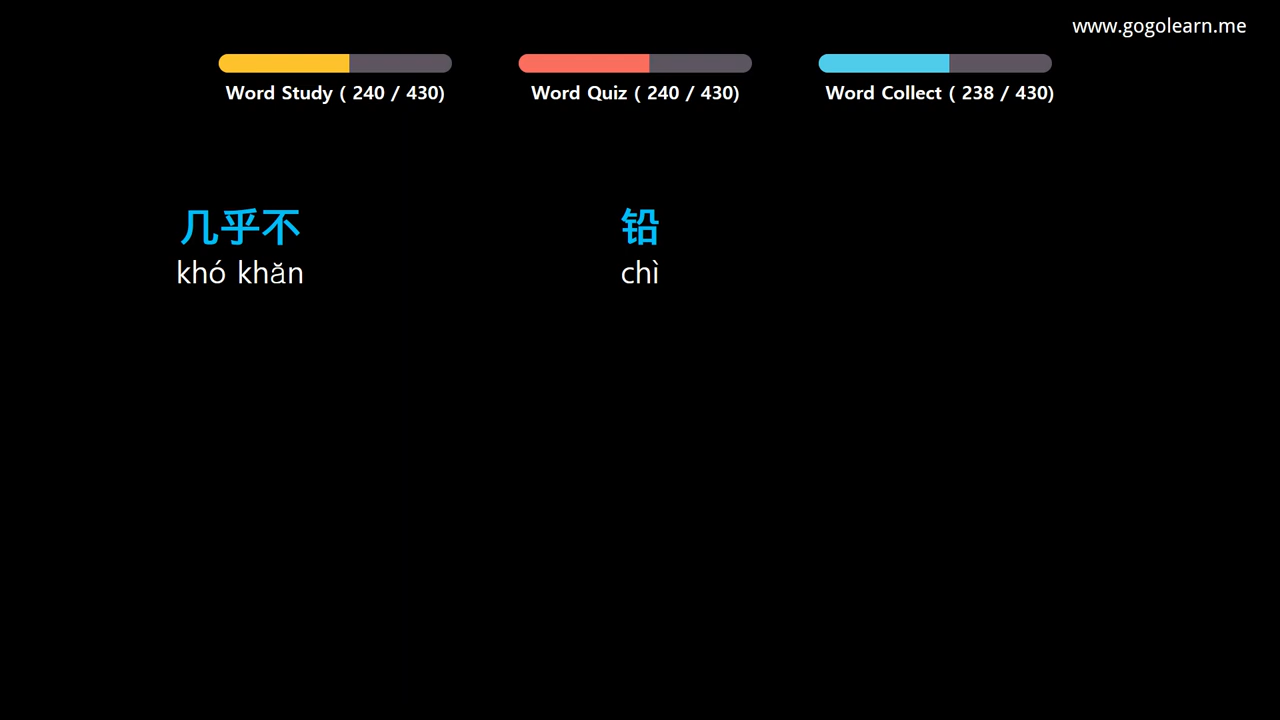 www.gogolearn.me
Word Study ( 240 / 430)
Word Quiz ( 240 / 430)
Word Collect ( 238 / 430)
几乎不
khó khăn
铅
chì